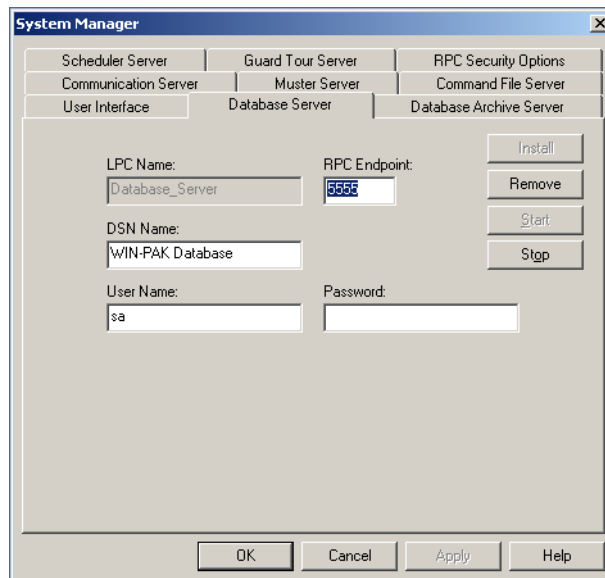 System Manager
Scheduler Server Guard Tour Server RPC Security Options
Communication Server Muster Server Command File Server
User Interface Database Server Database Archive Server
Install
LPC Name: RPC Endpoint:
Database_Server 5555 Remove
Start
DSN Name:
WIN-PAK Database Stop
User Name: Password:
sa
OK Cancel Apply Help